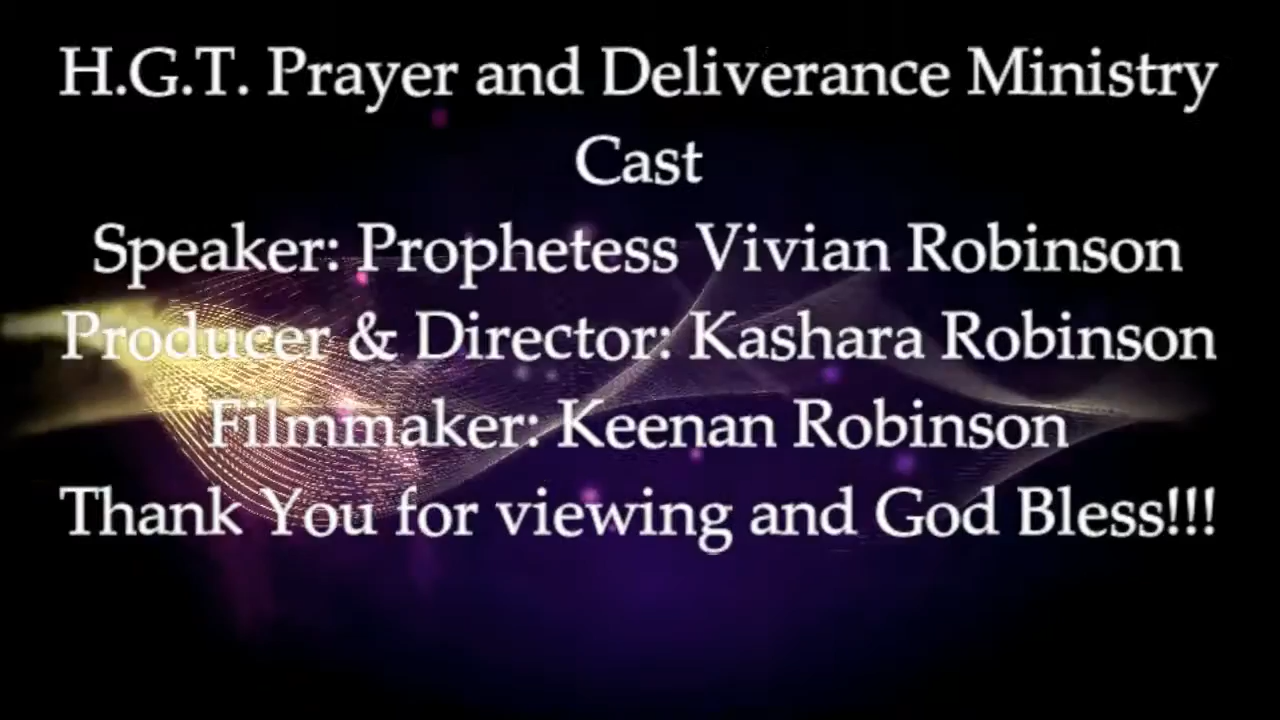 H.G.T. Prayer and Deliverance Ministry
Cast
Speaker: Prophetess Vivian Robinson
Producer & Director: Kashara Robinson
Filmmaker: Keenan Robinson
Thank You for viewing and God Bless!!!